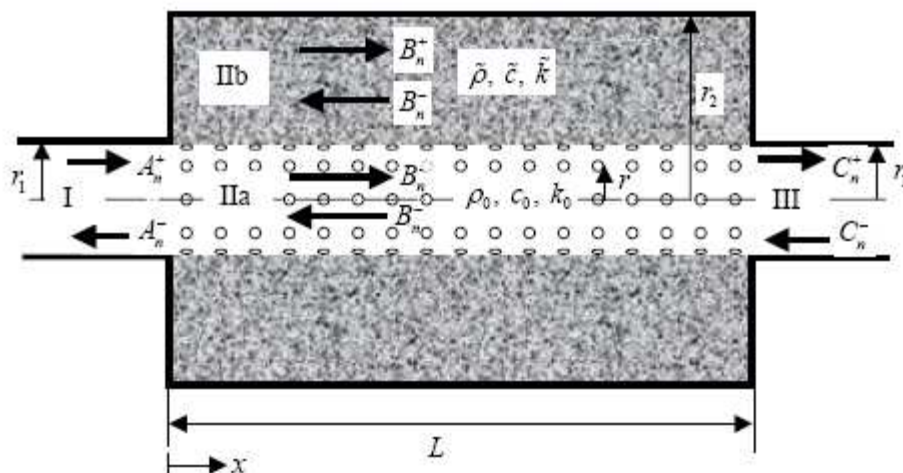 IIb
B_n^+
B_n^-
ρ̃, c̃, k̃
r_2
r_1
I
A_n^+
A_n^-
IIa
B_n^+
B_n^-
ρ_0, c_0, k_0
r
III
C_n^+
C_n^-
L
x